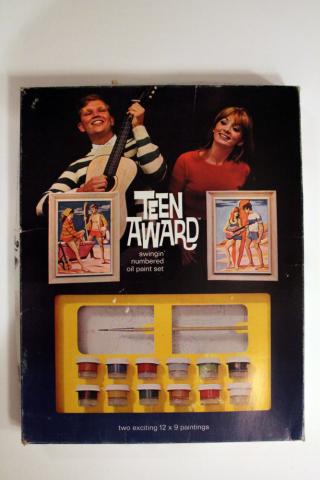 TEEN
AWARD
swingin'
numbered
oil paint set
two exciting 12 x 9 paintings